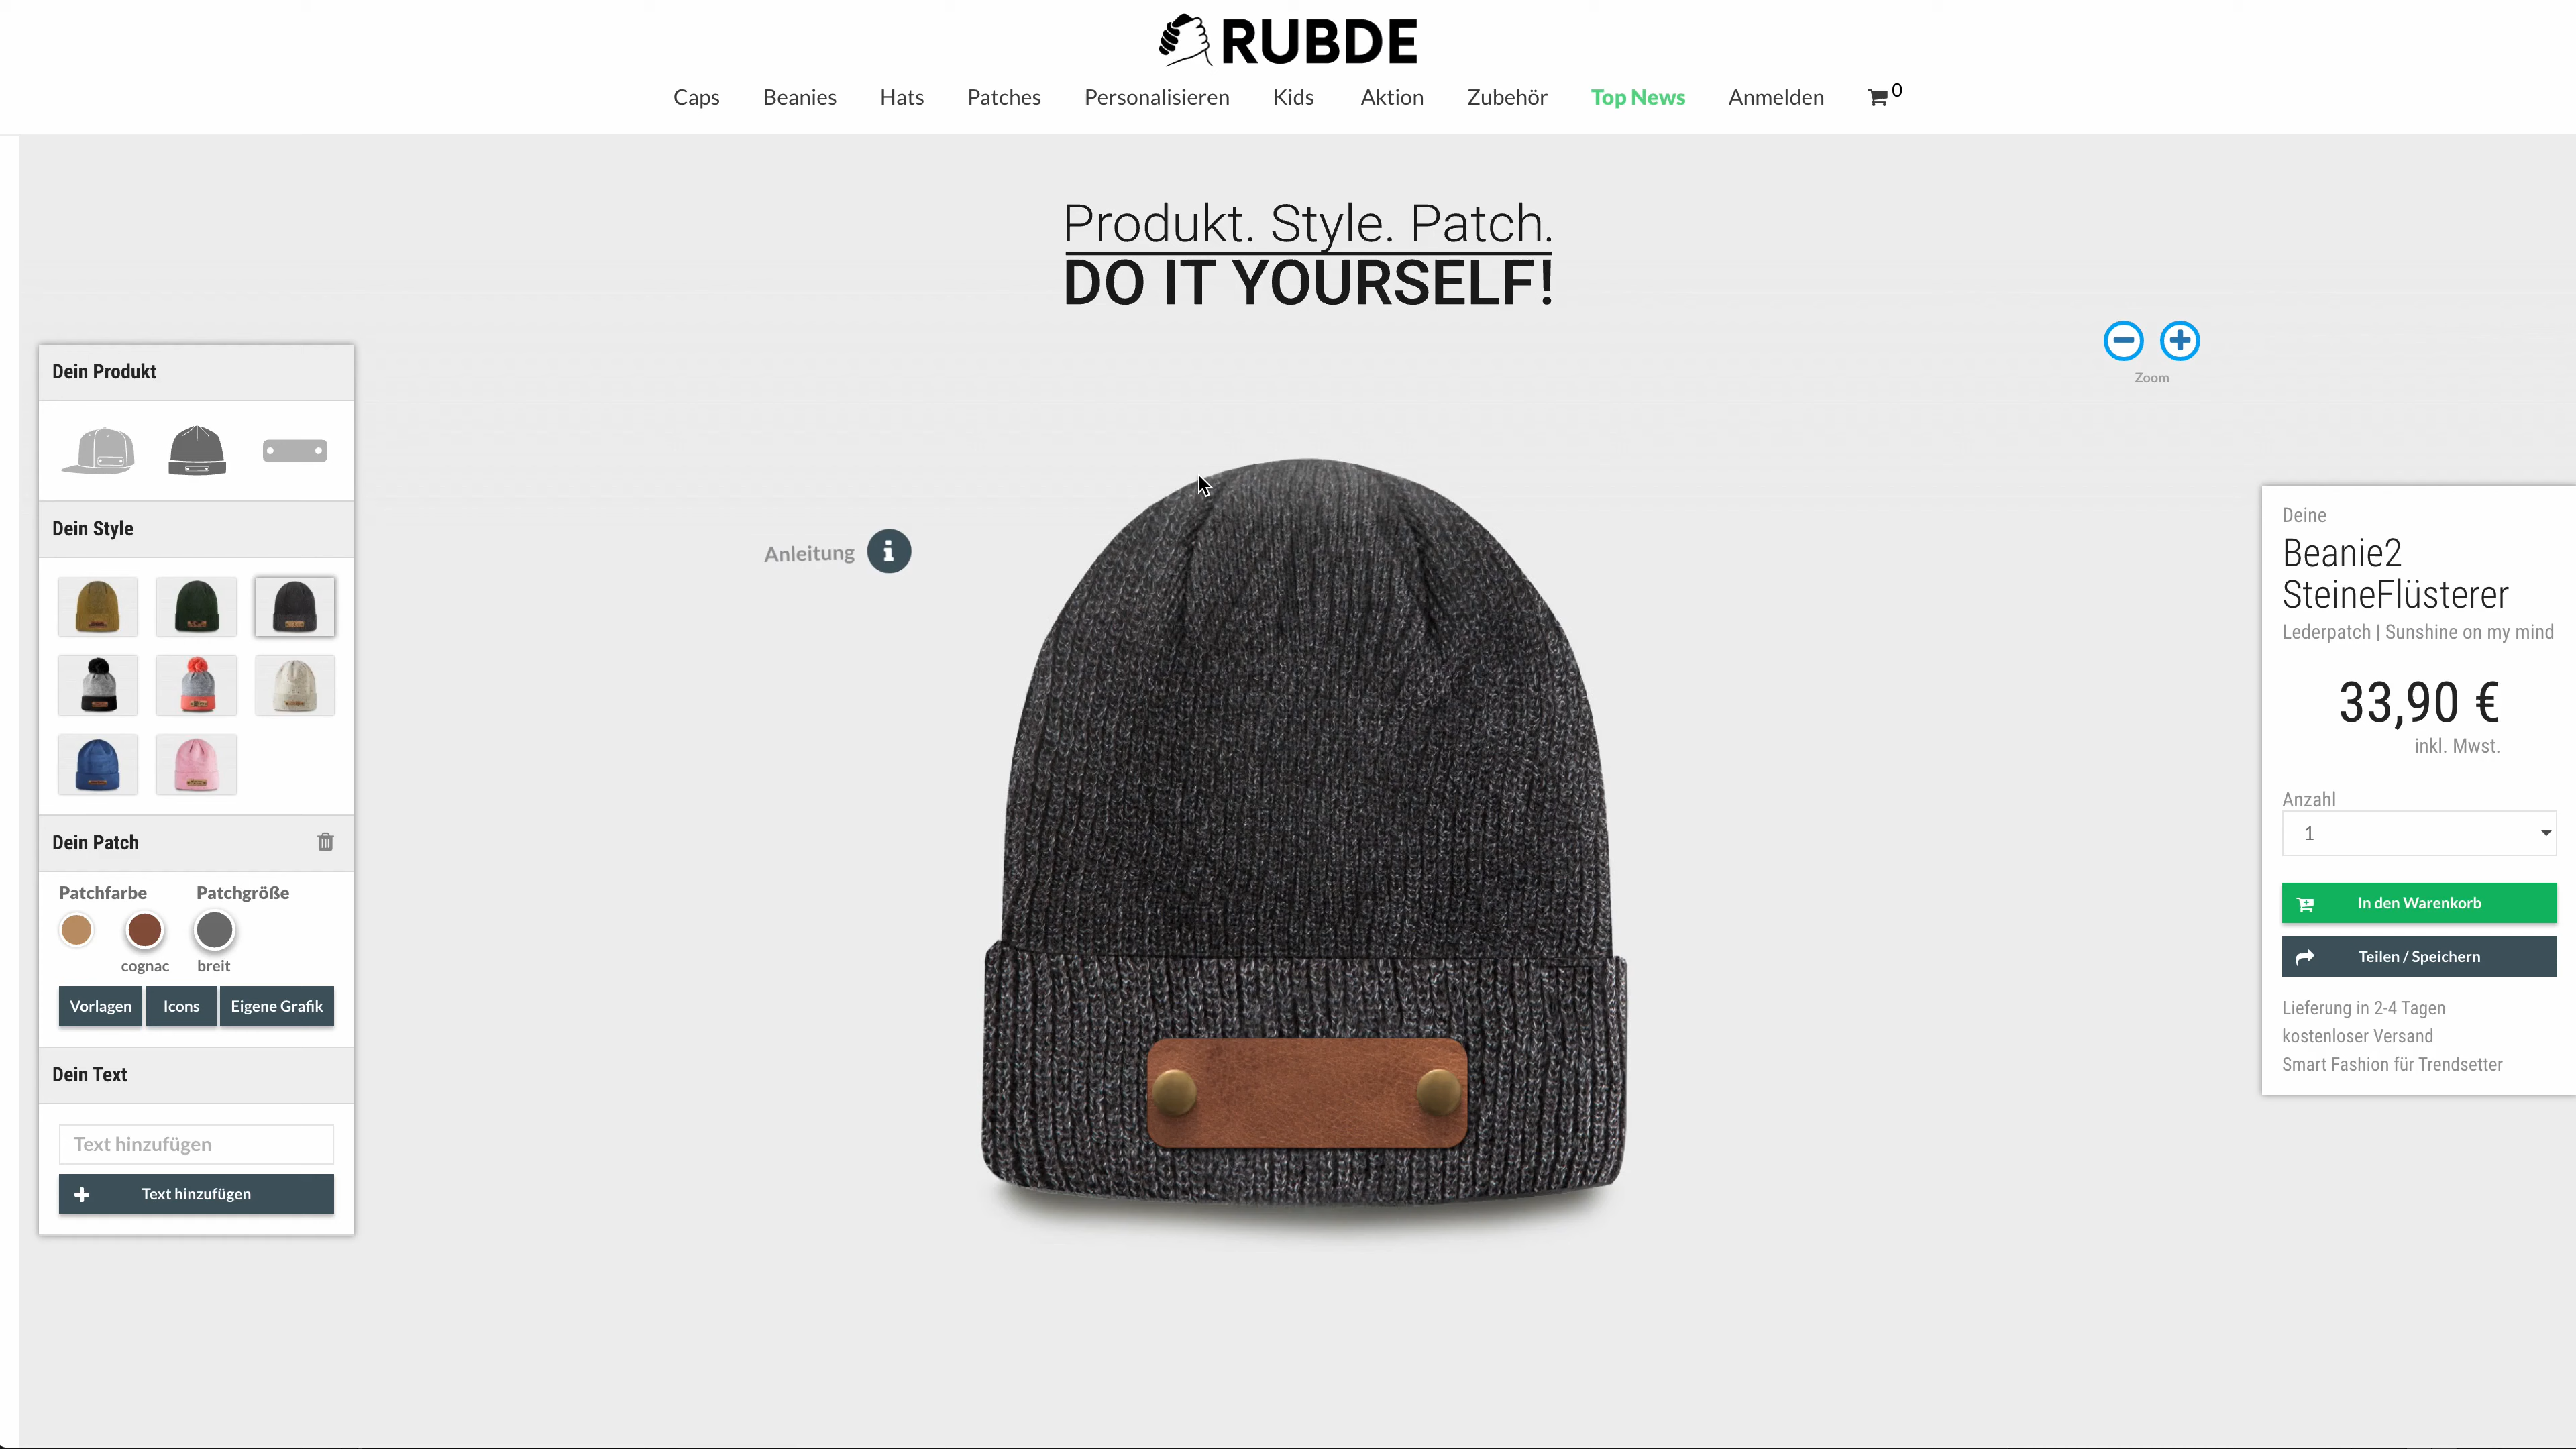 RUBDE
Caps Beanies Hats Patches Personalisieren Kids Aktion Zubehör Top News Anmelden 0
Produkt. Style. Patch.
DO IT YOURSELF!
Zoom
Dein Produkt
Dein Style
Dein Patch
Patchfarbe Patchgröße
cognac breit
Vorlagen Icons Eigene Grafik
Dein Text
Text hinzufügen
Text hinzufügen
Anleitung
Deine
Beanie2
SteineFlüsterer
Lederpatch | Sunshine on my mind
33,90 €
inkl. Mwst.
Anzahl
1
In den Warenkorb
Teilen / Speichern
Lieferung in 2-4 Tagen
kostenloser Versand
Smart Fashion für Trendsetter